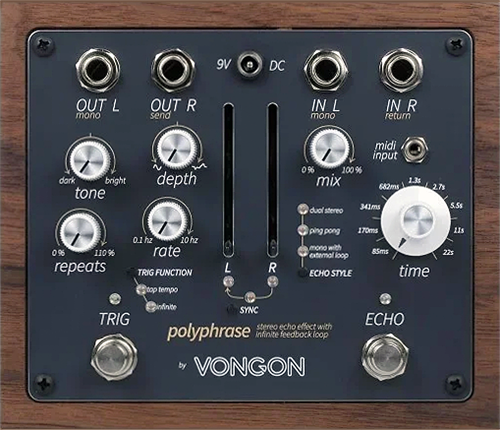 9V DC
OUT L
mono
OUT R
send
IN L
mono
IN R
return
midi
input
dark
bright
tone
depth
0 %
100 %
mix
682ms
1.3s
2.7s
341ms
5.5s
170ms
11s
85ms
22s
time
0 %
110 %
repeats
0.1 hz
10 hz
rate
dual stereo
ping pong
mono with
external loop
ECHO STYLE
TRIG FUNCTION
tap tempo
infinite
L
R
SYNC
TRIG
ECHO
polyphrase
stereo echo effect with
infinite feedback loop
by VONGON